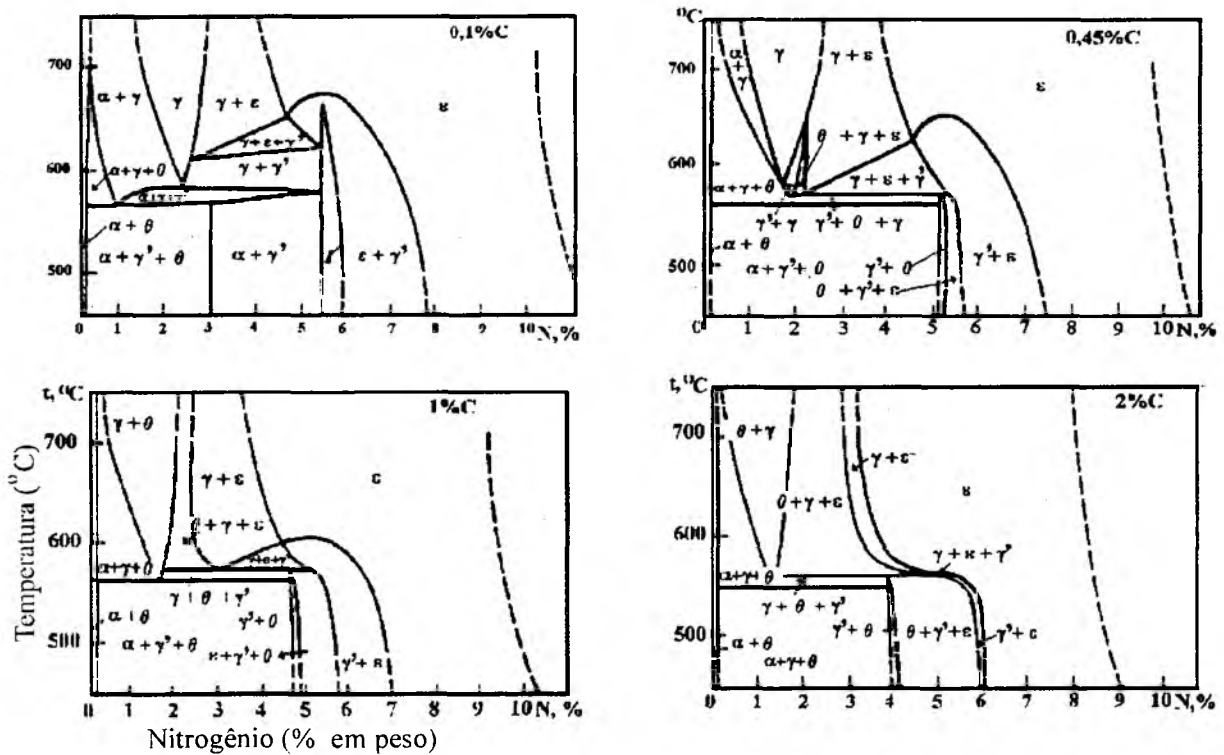 0,1%C
700
α+γ
γ
γ + ε
ε
γ+ε+γ'
γ + γ'
600
α+γ+θ
α + θ
α + γ' + θ
α + γ'
ε + γ'
500
0 1 2 3 4 5 6 7 8 10 N,%
°C
0,45%C
700
α + γ
γ
γ + ε
ε
θ + γ + ε
600
α+γ+θ
γ + ε + γ'
γ'+ γ
γ'+ θ + γ
α + θ
α + γ'+ θ
γ'+ θ
θ + γ'+ ε
γ'+ ε
500
0 1 2 3 4 5 6 7 8 10 N,%
t, °C
1%C
700
γ + θ
γ + ε
ε
θ + γ + ε
600
α+γ+θ
γ + θ + γ'
α + θ
γ'+θ
α + γ' + θ
ε + γ'+θ
γ'+ ε
500
0 1 2 3 4 5 6 7 8 9 10 N,%
t, °C
2%C
700
θ + γ
γ + ε
ε
θ + γ + ε
600
γ + ε + γ'
α+γ+θ
γ + θ + γ'
γ'+ θ
θ + γ'+ ε
γ'+ ε
α + θ
α+γ+θ
500
0 1 2 3 4 5 6 7 8 9 10 N,%
Temperatura (°C)
Nitrogênio (% em peso)